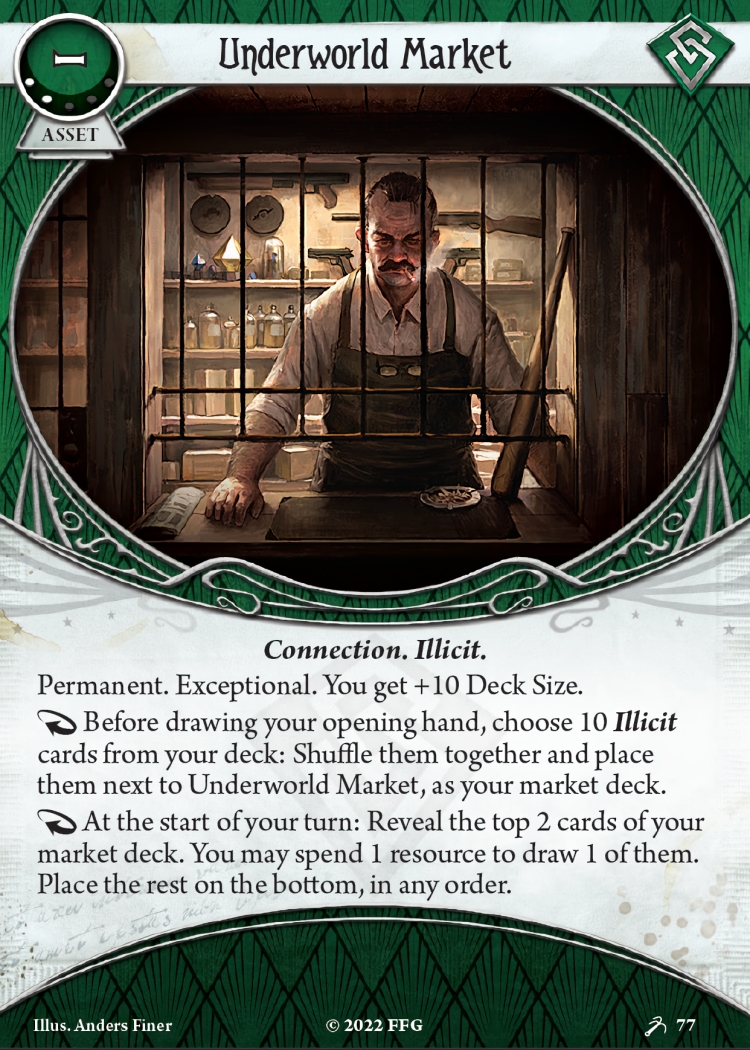 Underworld Market
ASSET
Connection. Illicit.
Permanent. Exceptional. You get +10 Deck Size.
Before drawing your opening hand, choose 10 Illicit
cards from your deck: Shuffle them together and place
them next to Underworld Market, as your market deck.
At the start of your turn: Reveal the top 2 cards of your
market deck. You may spend 1 resource to draw 1 of them.
Place the rest on the bottom, in any order.
Illus. Anders Finer
© 2022 FFG
77